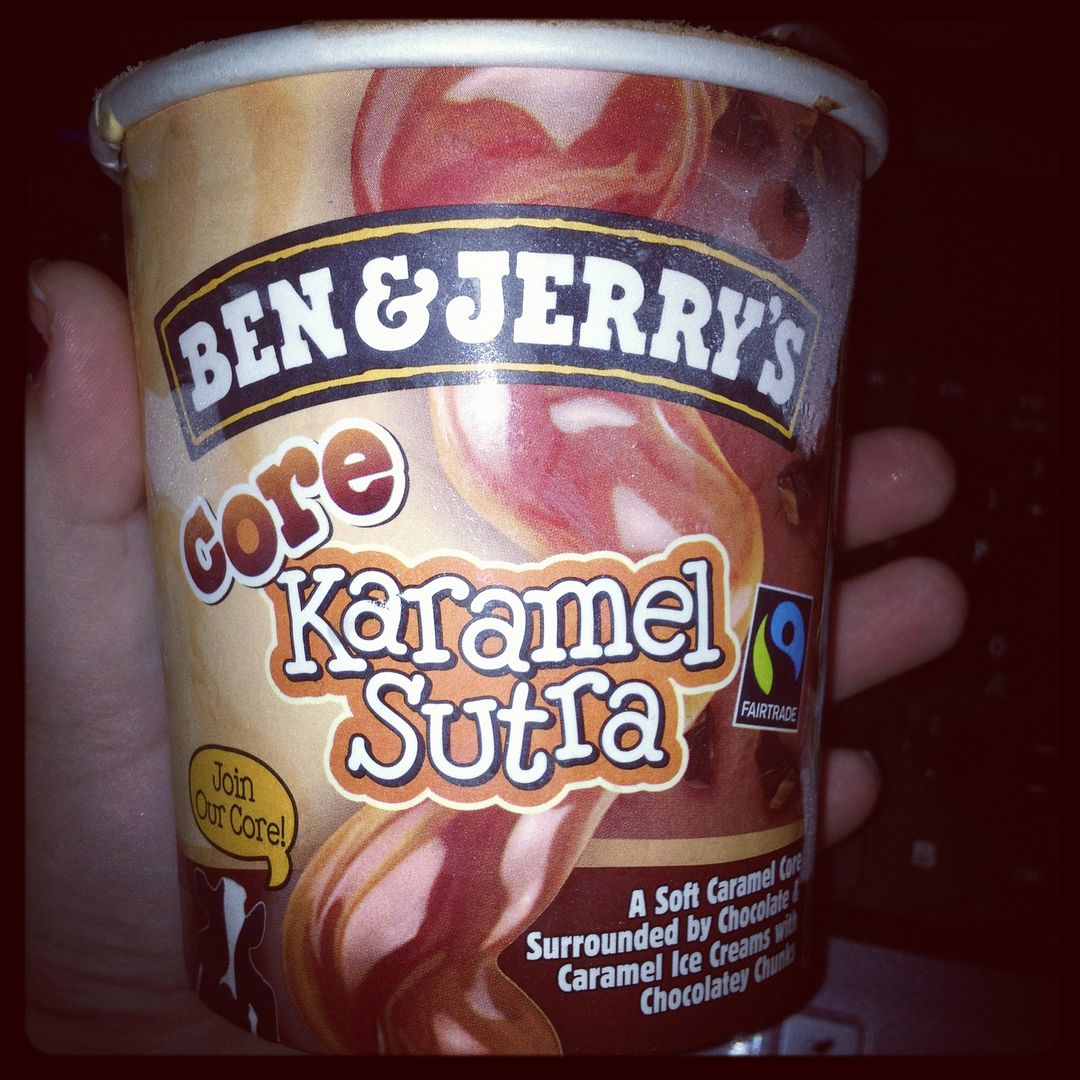 BEN & JERRY'S
core
Karamel
Sutra
FAIRTRADE
Join
Our Core!
A Soft Caramel Core
Surrounded by Chocolate &
Caramel Ice Creams with
Chocolatey Chunks